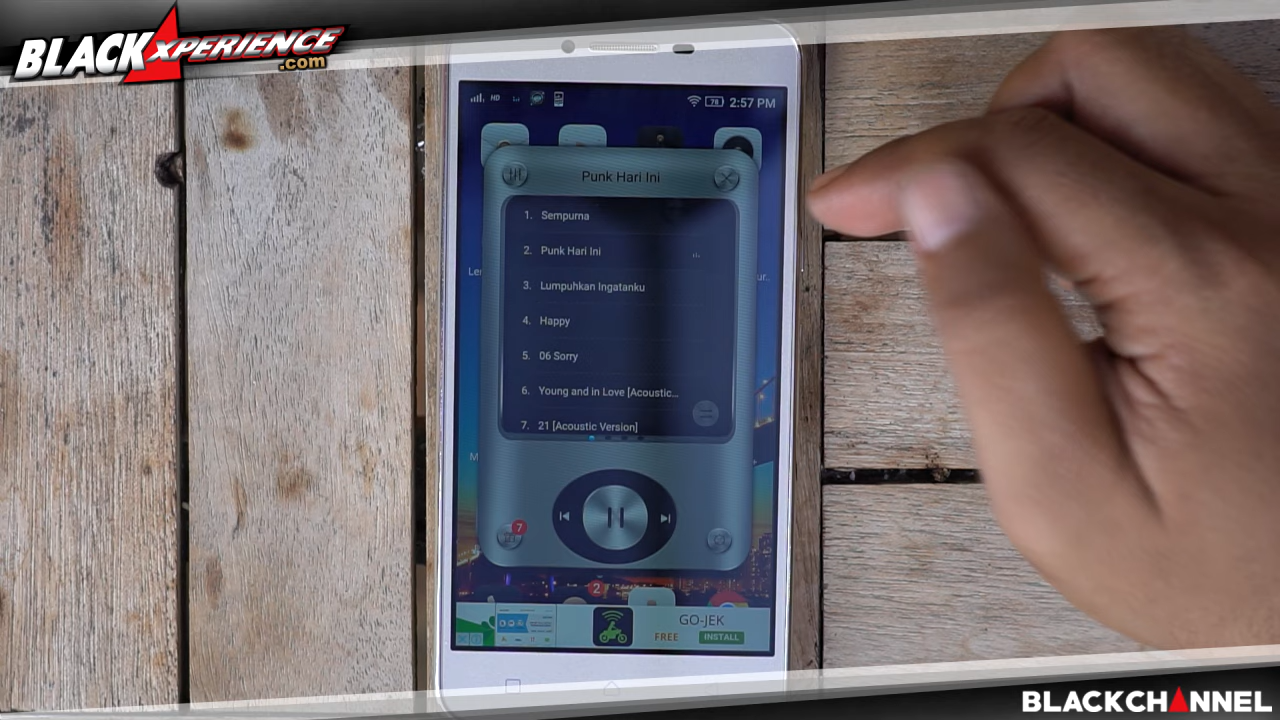 BLACKXPERIENCE
.com
HD 78 2:57 PM
Punk Hari Ini
1. Sempurna
2. Punk Hari Ini
3. Lumpuhkan Ingatanku
4. Happy
5. 06 Sorry
6. Young and in Love [Acoustic...
7. 21 [Acoustic Version]
7
2
GO-JEK
FREE INSTALL
BLACKCHANNEL